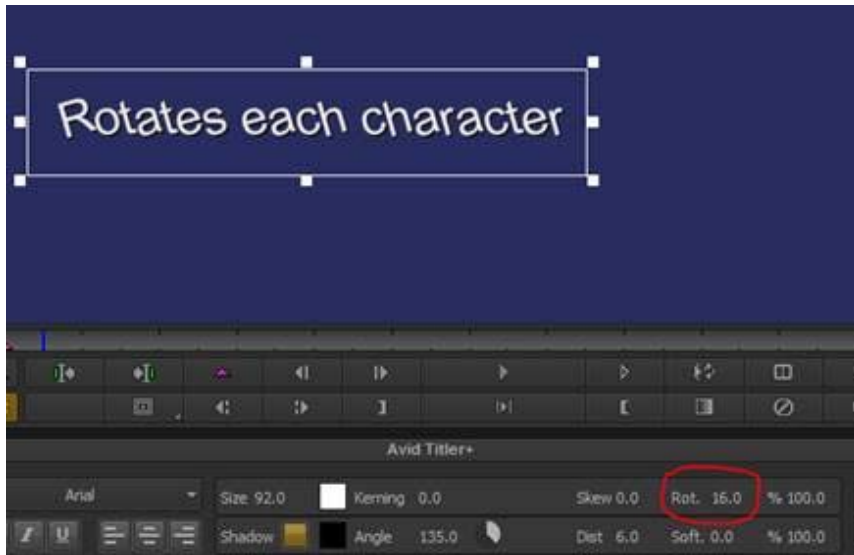 Rotates each character
Avid Titler+
Arial Size 92.0 Kerning 0.0 Skew 0.0 Rot. 16.0 % 100.0
I U Shadow Angle 135.0 Dist 6.0 Soft. 0.0 % 100.0